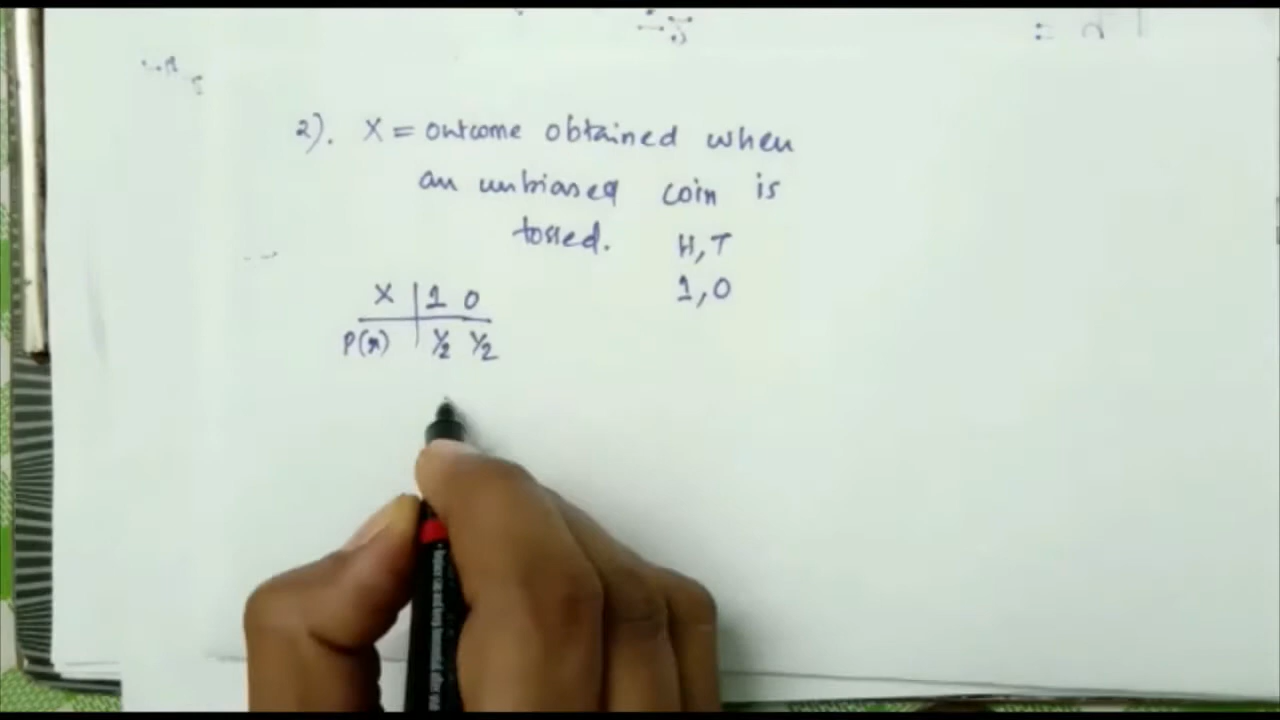 2). X = outcome obtained when
an unbiased coin is
tossed. H, T
1, 0
X | 1 0
P(x) | 1/2 1/2